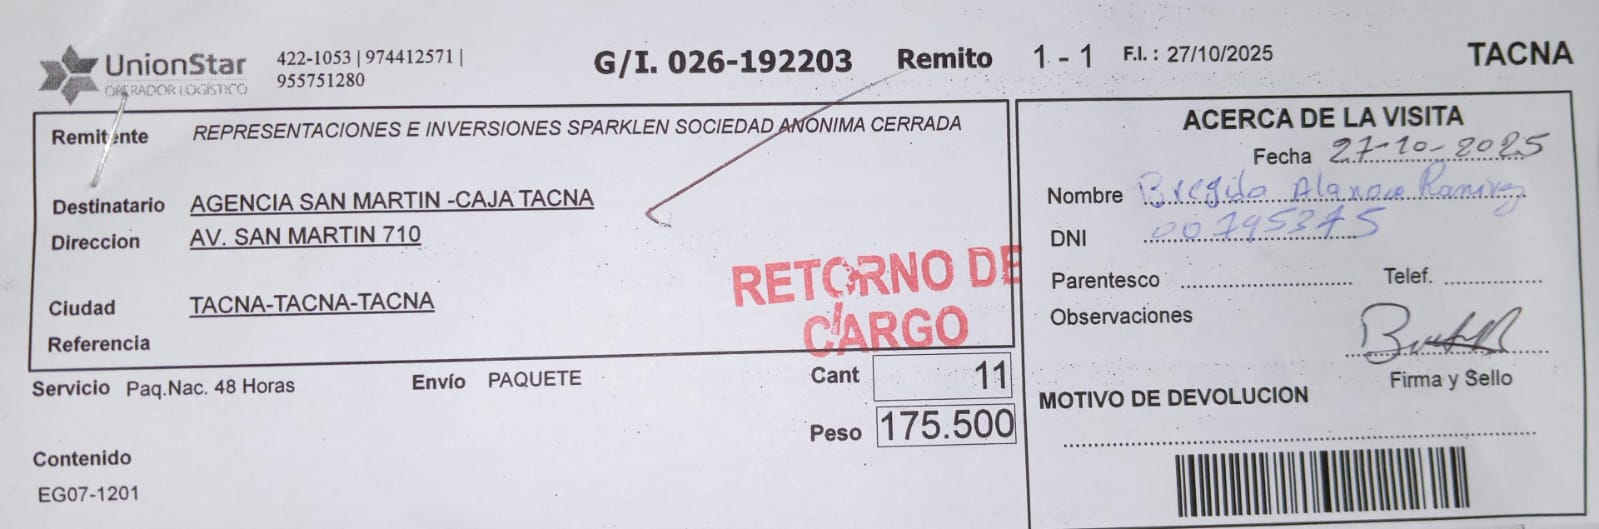 UnionStar
OPERADOR LOGÍSTICO
422-1053 | 974412571 |
955751280
G/I. 026-192203 Remito 1 - 1 F.I. : 27/10/2025 TACNA
Remitente REPRESENTACIONES E INVERSIONES SPARKLEN SOCIEDAD ANONIMA CERRADA
Destinatario AGENCIA SAN MARTIN -CAJA TACNA
Direccion AV. SAN MARTIN 710
Ciudad TACNA-TACNA-TACNA
Referencia
RETORNO DE
CARGO
Servicio Paq.Nac. 48 Horas Envío PAQUETE Cant 11
Peso 175.500
Contenido
EG07-1201
ACERCA DE LA VISITA
Fecha 27-10-2025
Nombre Ramirez
DNI 00795375
Parentesco Telef.
Observaciones
Firma y Sello
MOTIVO DE DEVOLUCION